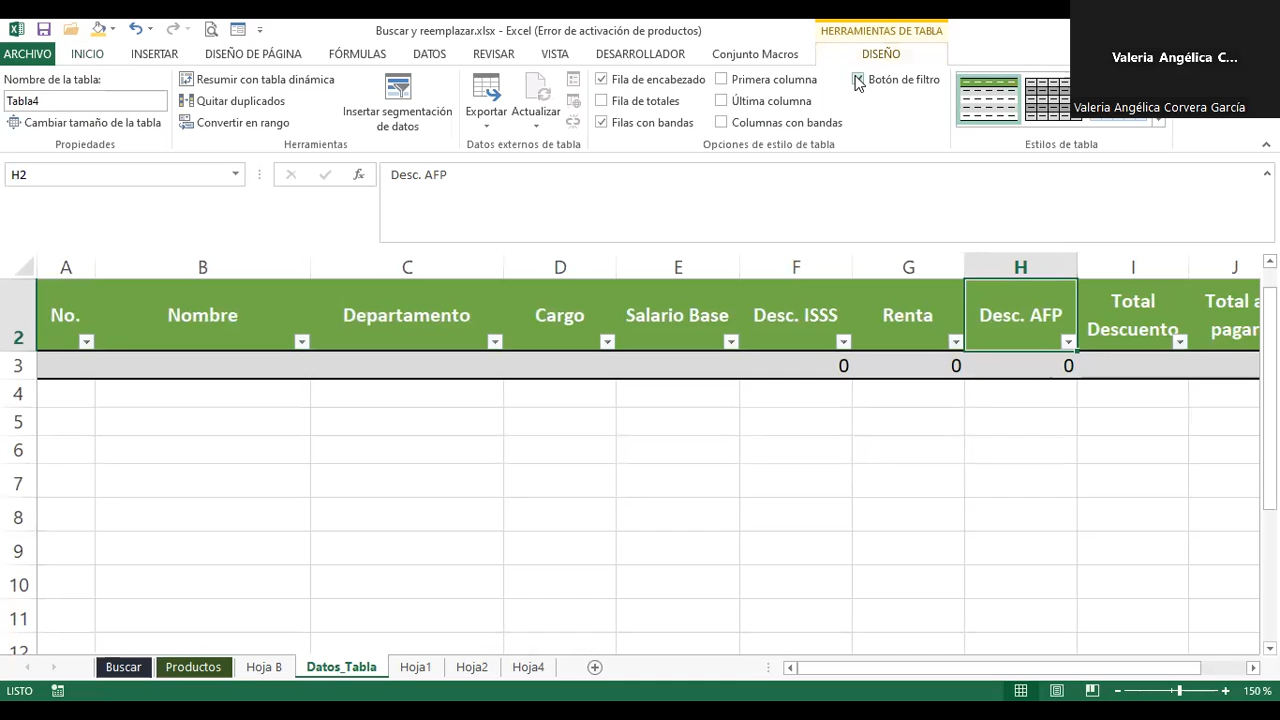 Buscar y reemplazar.xlsx - Excel (Error de activación de productos)
HERRAMIENTAS DE TABLA
ARCHIVO INICIO INSERTAR DISEÑO DE PÁGINA FÓRMULAS DATOS REVISAR VISTA DESARROLLADOR Conjunto Macros DISEÑO
Valeria Angélica C...
Valeria Angélica Corvera García
Nombre de la tabla:
Tabla4
Cambiar tamaño de la tabla
Propiedades
Resumir con tabla dinámica
Quitar duplicados
Convertir en rango
Insertar segmentación
de datos
Herramientas
Exportar Actualizar
Datos externos de tabla
Fila de encabezado Primera columna Botón de filtro
Fila de totales Última columna
Filas con bandas Columnas con bandas
Opciones de estilo de tabla
Estilos de tabla
H2 fx Desc. AFP
A B C D E F G H I J
2 No. Nombre Departamento Cargo Salario Base Desc. ISSS Renta Desc. AFP Total Descuento Total a pagar
3 0 0 0
4
5
6
7
8
9
10
11
12
Buscar Productos Hoja B Datos_Tabla Hoja1 Hoja2 Hoja4
LISTO 150 %